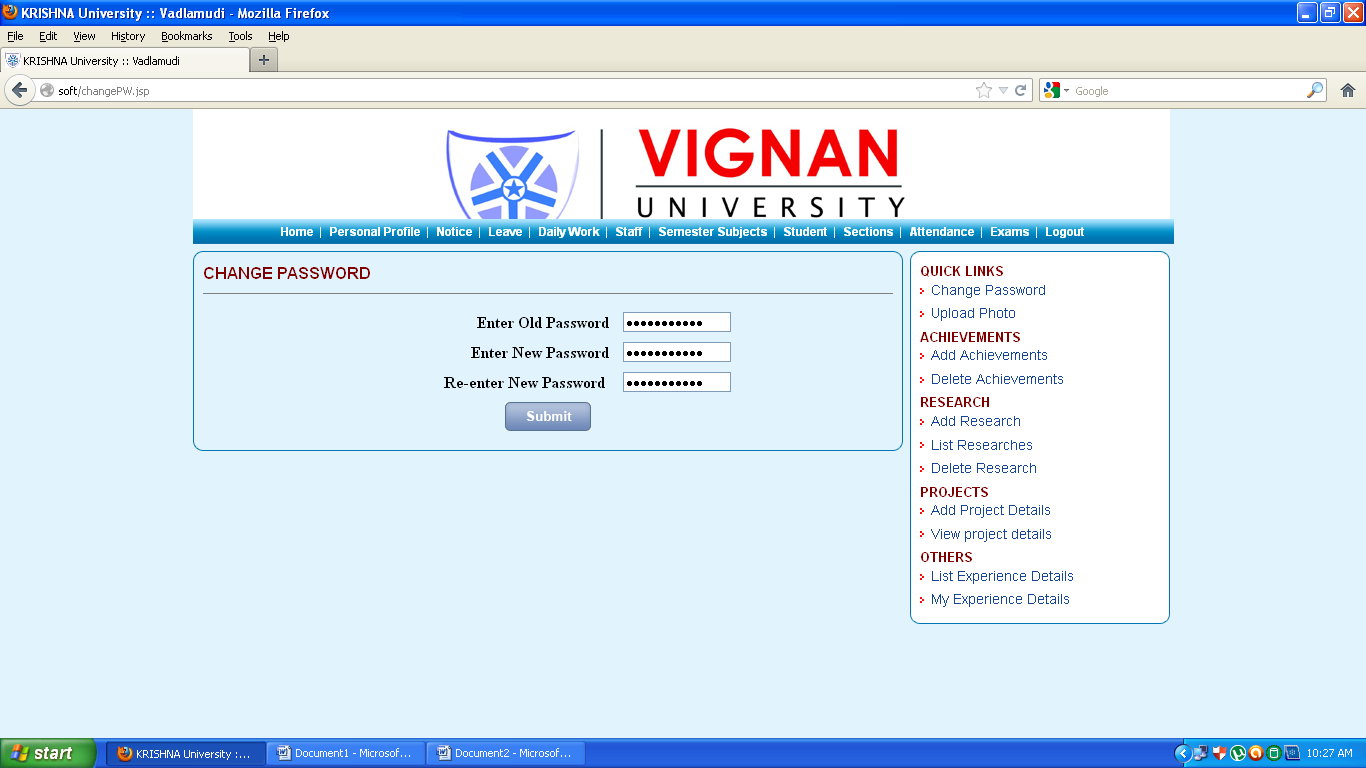 KRISHNA University :: Vadlamudi - Mozilla Firefox
File Edit View History Bookmarks Tools Help
KRISHNA University :: Vadlamudi
soft/changePW.jsp
Google
VIGNAN
UNIVERSITY
Home | Personal Profile | Notice | Leave | Daily Work | Staff | Semester Subjects | Student | Sections | Attendance | Exams | Logout
CHANGE PASSWORD
Enter Old Password
Enter New Password
Re-enter New Password
Submit
QUICK LINKS
Change Password
Upload Photo
ACHIEVEMENTS
Add Achievements
Delete Achievements
RESEARCH
Add Research
List Researches
Delete Research
PROJECTS
Add Project Details
View project details
OTHERS
List Experience Details
My Experience Details
start
KRISHNA University :...
Document1 - Microsof...
Document2 - Microsof...
10:27 AM